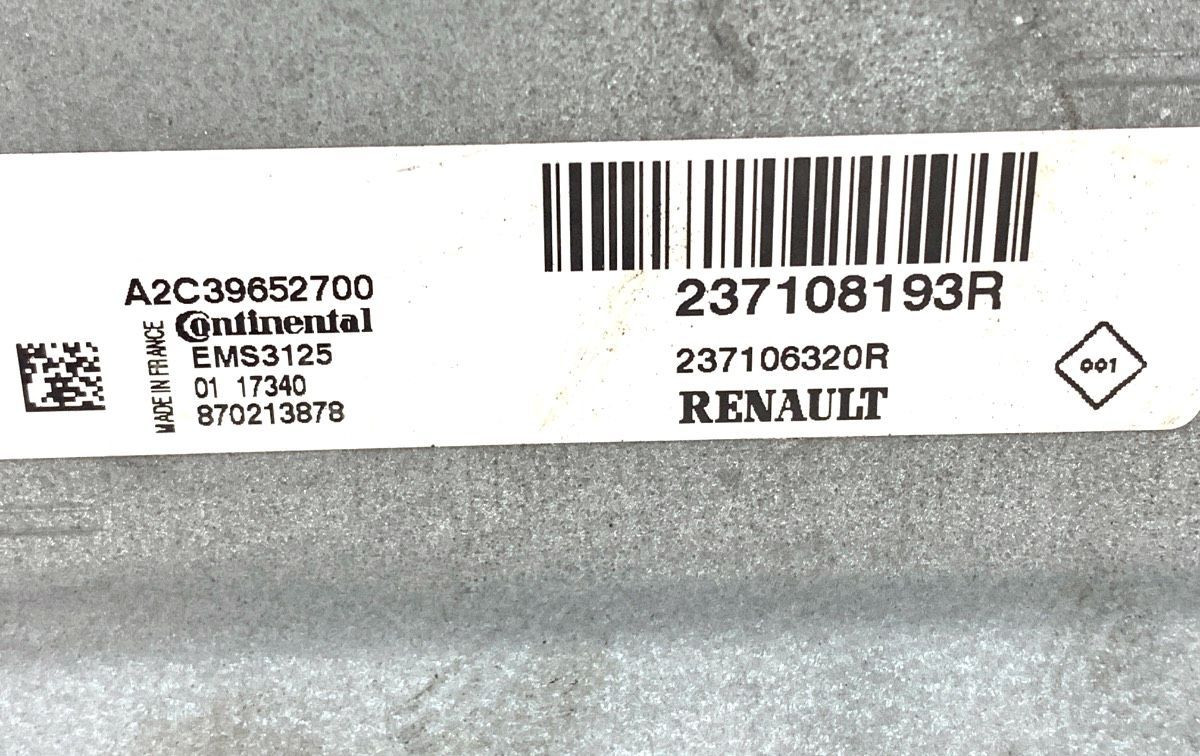 A2C39652700
Continental
MADE IN FRANCE
EMS3125
01 17340
870213878
237108193R
237106320R
RENAULT
001